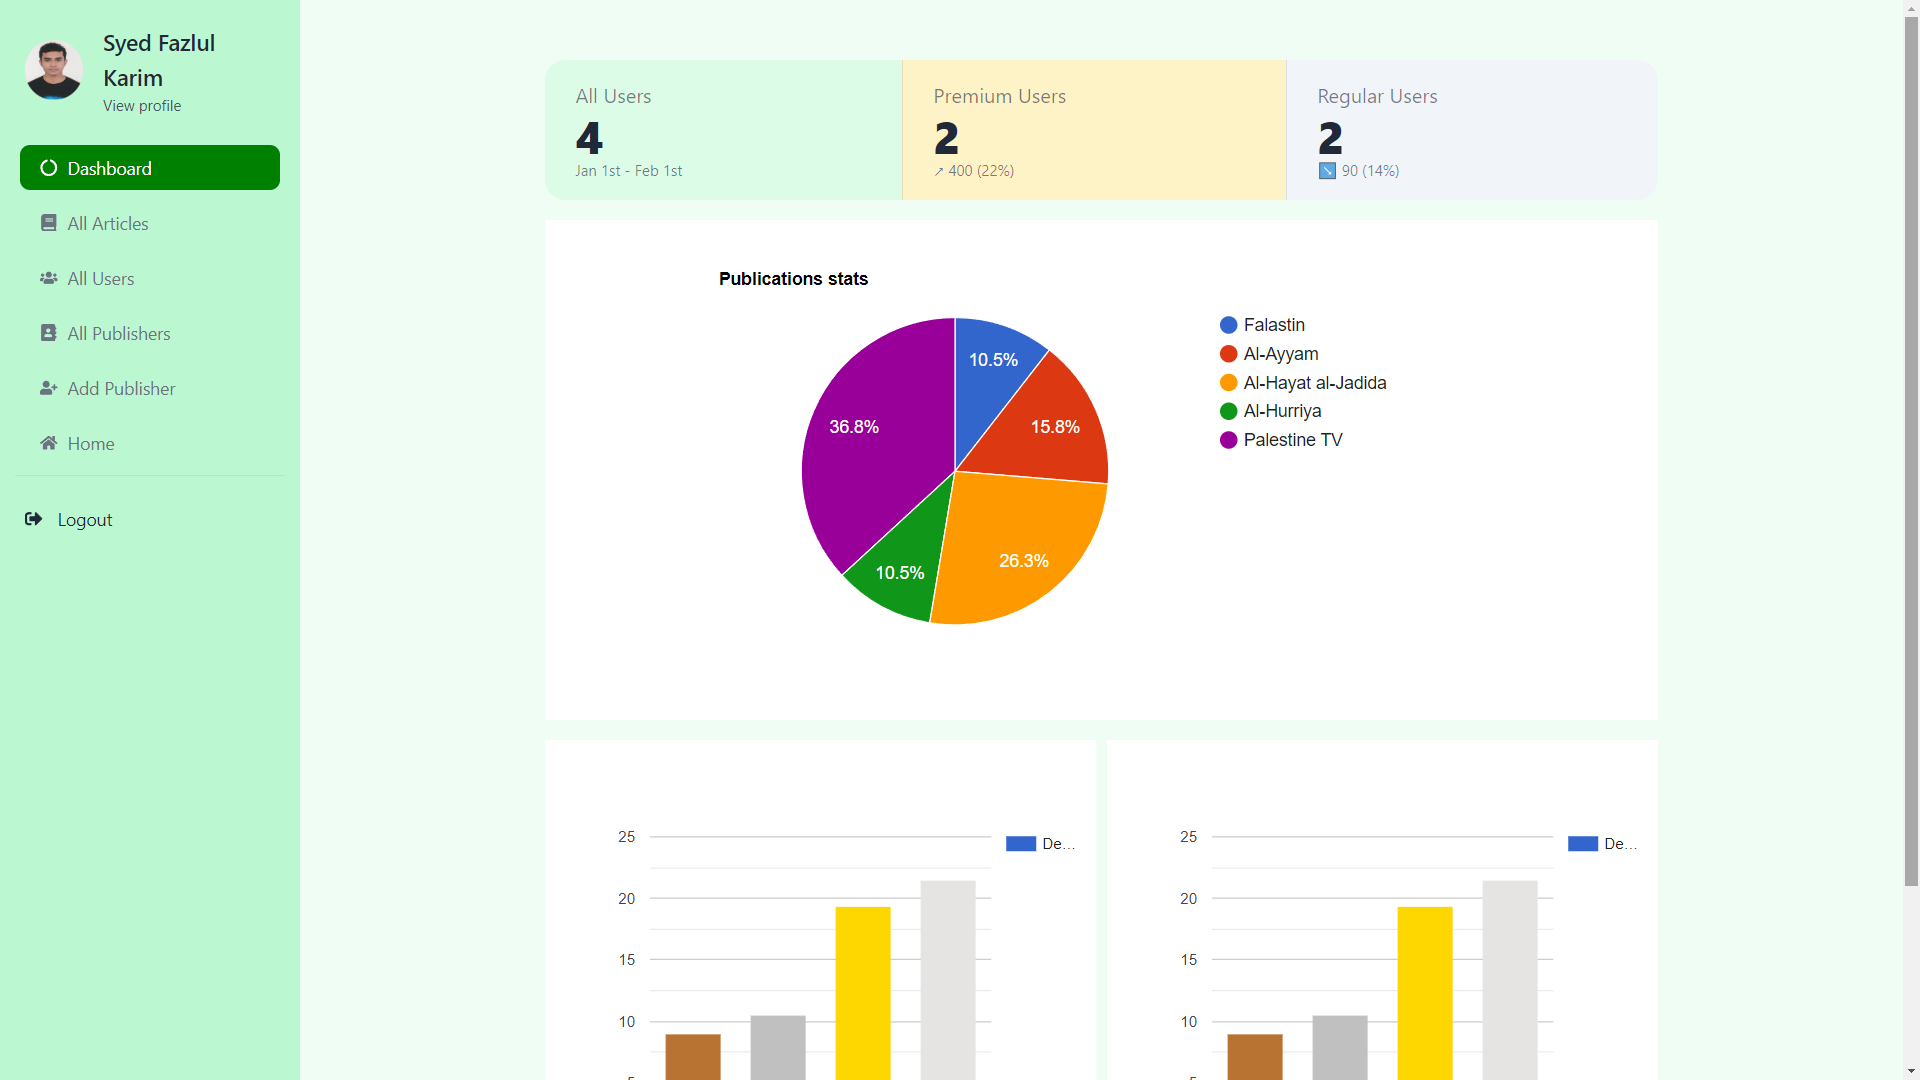 Syed Fazlul
Karim
View profile
Dashboard
All Articles
All Users
All Publishers
Add Publisher
Home
Logout
All Users
4
Jan 1st - Feb 1st
Premium Users
2
↗︎ 400 (22%)
Regular Users
2
↘︎ 90 (14%)
Publications stats
10.5%
15.8%
26.3%
10.5%
36.8%
Falastin
Al-Ayyam
Al-Hayat al-Jadida
Al-Hurriya
Palestine TV
25
20
15
10
De...
25
20
15
10
De...